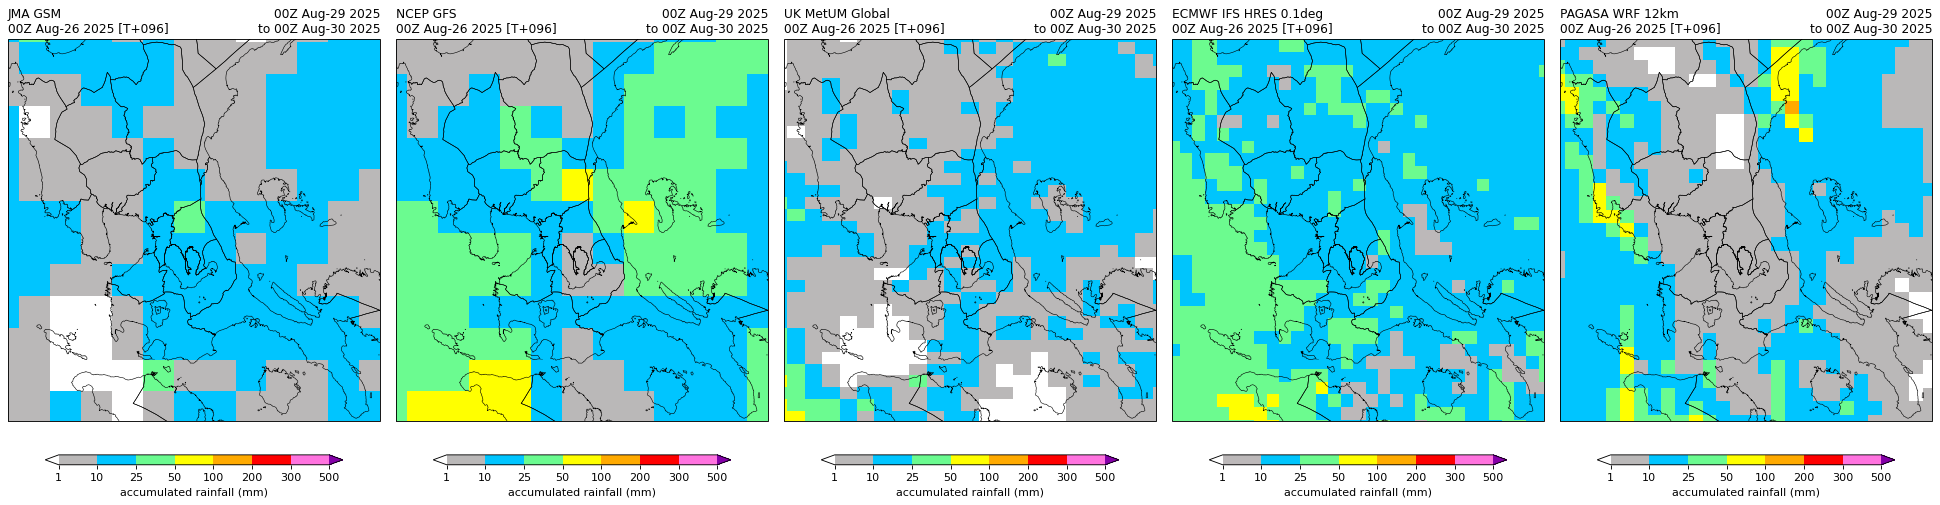 JMA GSM 00Z Aug-29 2025
00Z Aug-26 2025 [T+096] to 00Z Aug-30 2025
NCEP GFS 00Z Aug-29 2025
00Z Aug-26 2025 [T+096] to 00Z Aug-30 2025
UK MetUM Global 00Z Aug-29 2025
00Z Aug-26 2025 [T+096] to 00Z Aug-30 2025
ECMWF IFS HRES 0.1deg 00Z Aug-29 2025
00Z Aug-26 2025 [T+096] to 00Z Aug-30 2025
PAGASA WRF 12km 00Z Aug-29 2025
00Z Aug-26 2025 [T+096] to 00Z Aug-30 2025
1 10 25 50 100 200 300 500
accumulated rainfall (mm)
1 10 25 50 100 200 300 500
accumulated rainfall (mm)
1 10 25 50 100 200 300 500
accumulated rainfall (mm)
1 10 25 50 100 200 300 500
accumulated rainfall (mm)
1 10 25 50 100 200 300 500
accumulated rainfall (mm)